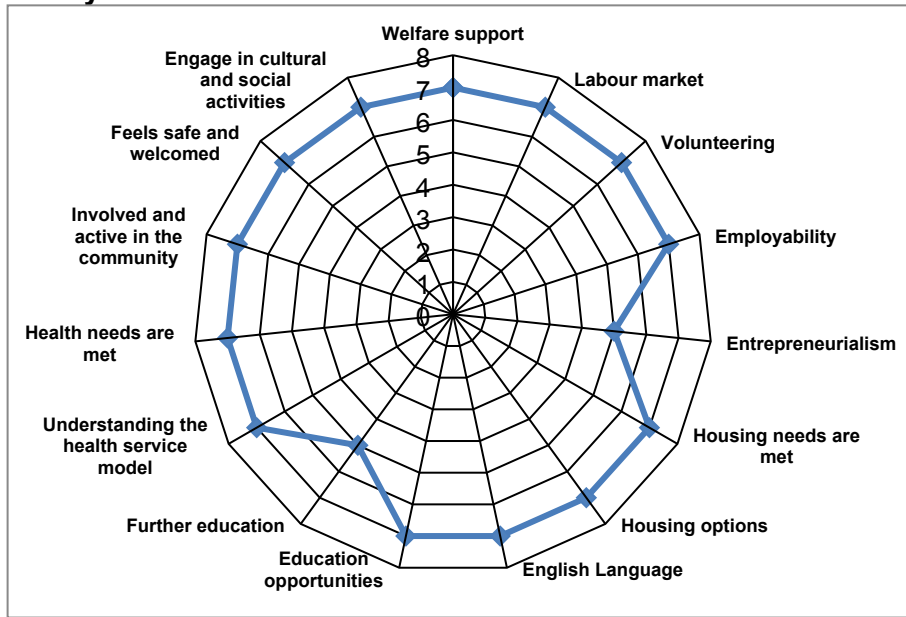 Welfare support
Labour market
Volunteering
Employability
Entrepreneurialism
Housing needs are
met
Housing options
English Language
Education
opportunities
Further education
Understanding the
health service
model
Health needs are
met
Involved and
active in the
community
Feels safe and
welcomed
Engage in cultural
and social
activities
8
7
6
5
4
3
2
1
0